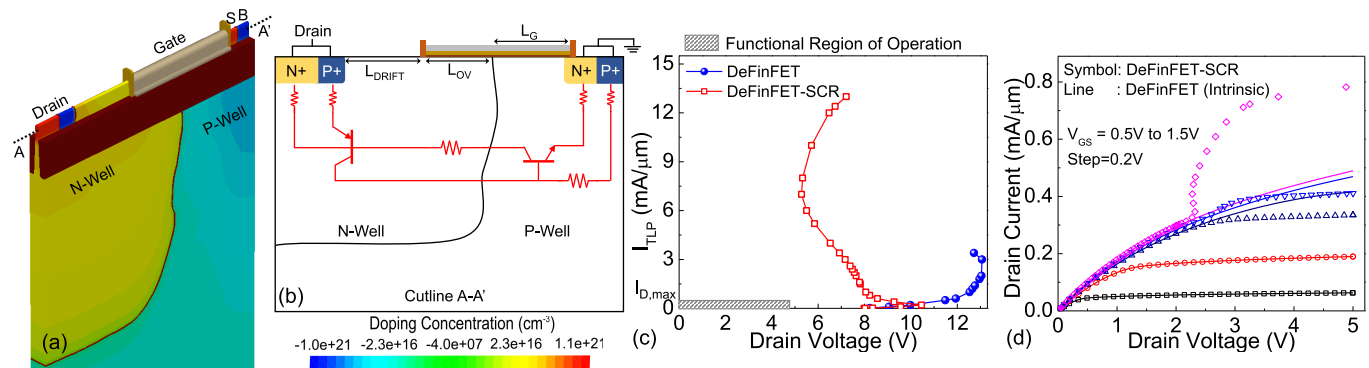 S B
A'
Gate
Drain
P-Well
A
N-Well
(a)
Drain
L_G
N+ P+
L_DRIFT
L_OV
N+ P+
N-Well
P-Well
(b)
Cutline A-A'
Doping Concentration (cm⁻³)
-1.0e+21 -2.3e+16 -4.0e+07 2.3e+16 1.1e+21
Functional Region of Operation
15
12
9
6
3
0
I_TLP (mA/μm)
I_D,max
DeFinFET
DeFinFET-SCR
0 2 4 6 8 10 12
Drain Voltage (V)
(c)
0.8
0.6
0.4
0.2
0.0
Drain Current (mA/μm)
Symbol: DeFinFET-SCR
Line : DeFinFET (Intrinsic)
V_GS = 0.5V to 1.5V
Step=0.2V
0 1 2 3 4 5
Drain Voltage (V)
(d)